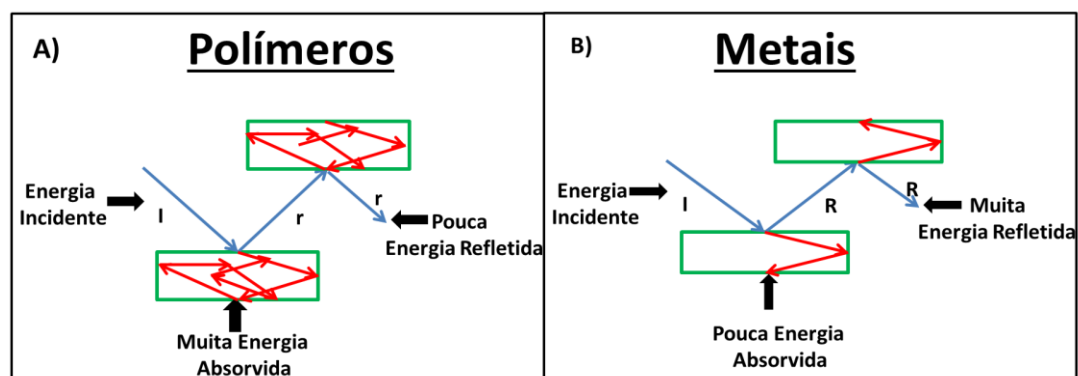 A)
Polímeros
Energia
Incidente
I
r
r
Pouca
Energia Refletida
Muita Energia
Absorvida
B)
Metais
Energia
Incidente
I
R
R
Muita
Energia Refletida
Pouca Energia
Absorvida